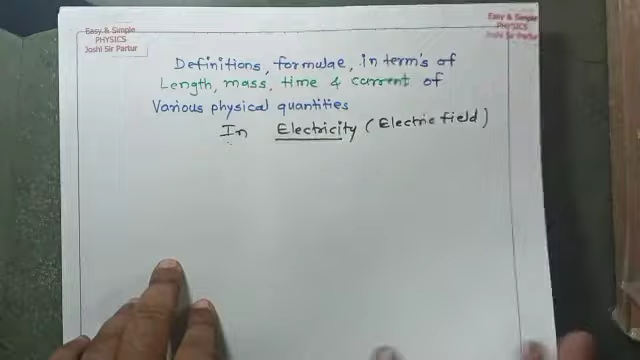 Easy & Simple
PHYSICS
Joshi Sir Partur
Easy & Simple
PHYSICS
Joshi Sir Partur
Definitions, formulae, in term's of
Length, mass, time & current of
Various physical quantities
In Electricity (Electric field)